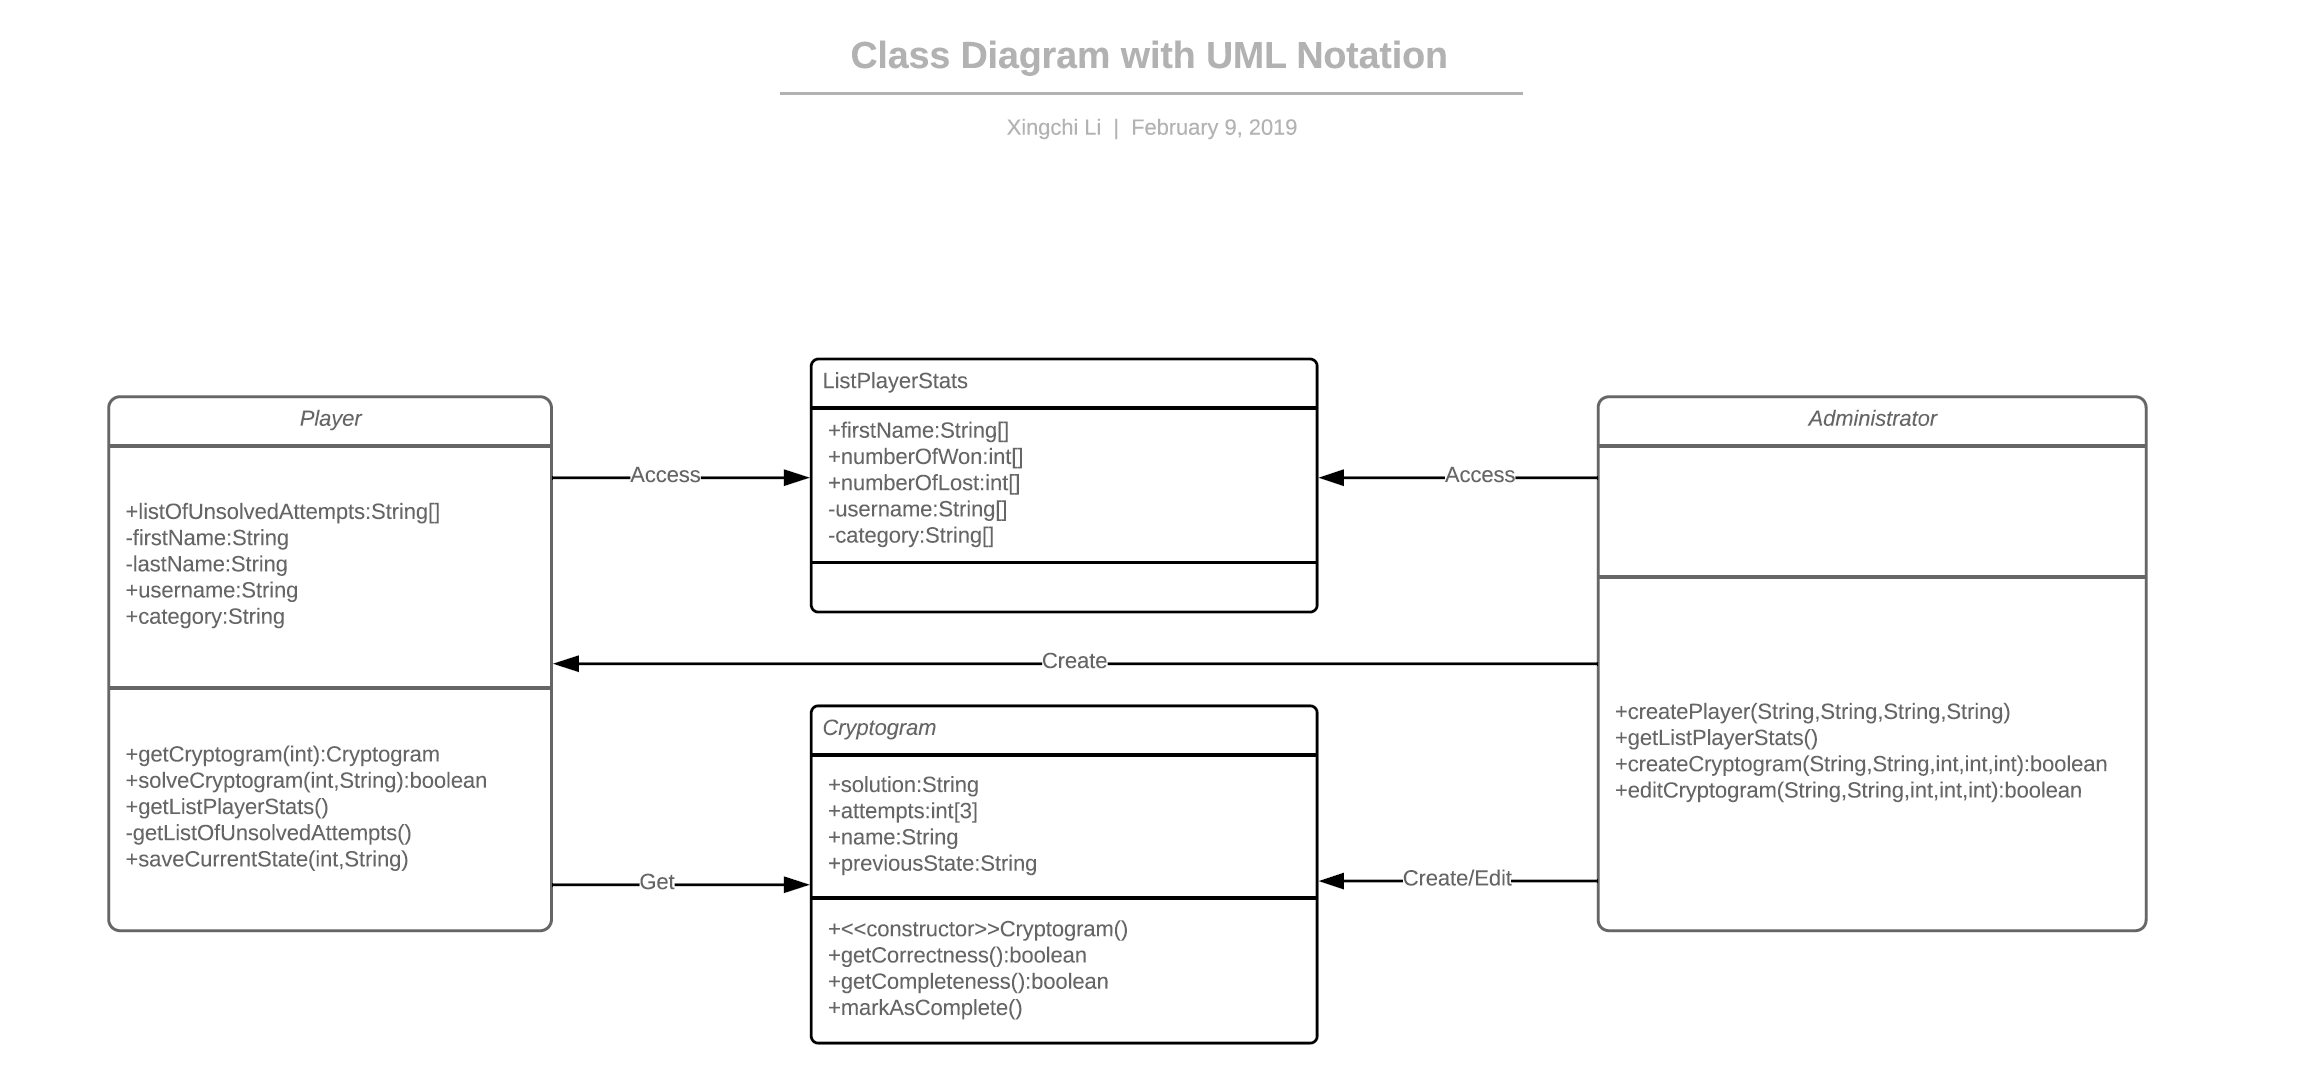 Class Diagram with UML Notation
Xingchi Li | February 9, 2019
Player
+listOfUnsolvedAttempts:String[]
-firstName:String
-lastName:String
+username:String
+category:String
+getCryptogram(int):Cryptogram
+solveCryptogram(int,String):boolean
+getListPlayerStats()
-getListOfUnsolvedAttempts()
+saveCurrentState(int,String)
Access
ListPlayerStats
+firstName:String[]
+numberOfWon:int[]
+numberOfLost:int[]
-username:String[]
-category:String[]
Access
Create
Get
Cryptogram
+solution:String
+attempts:int[3]
+name:String
+previousState:String
+<<constructor>>Cryptogram()
+getCorrectness():boolean
+getCompleteness():boolean
+markAsComplete()
Create/Edit
Administrator
+createPlayer(String,String,String,String)
+getListPlayerStats()
+createCryptogram(String,String,int,int,int):boolean
+editCryptogram(String,String,int,int,int):boolean